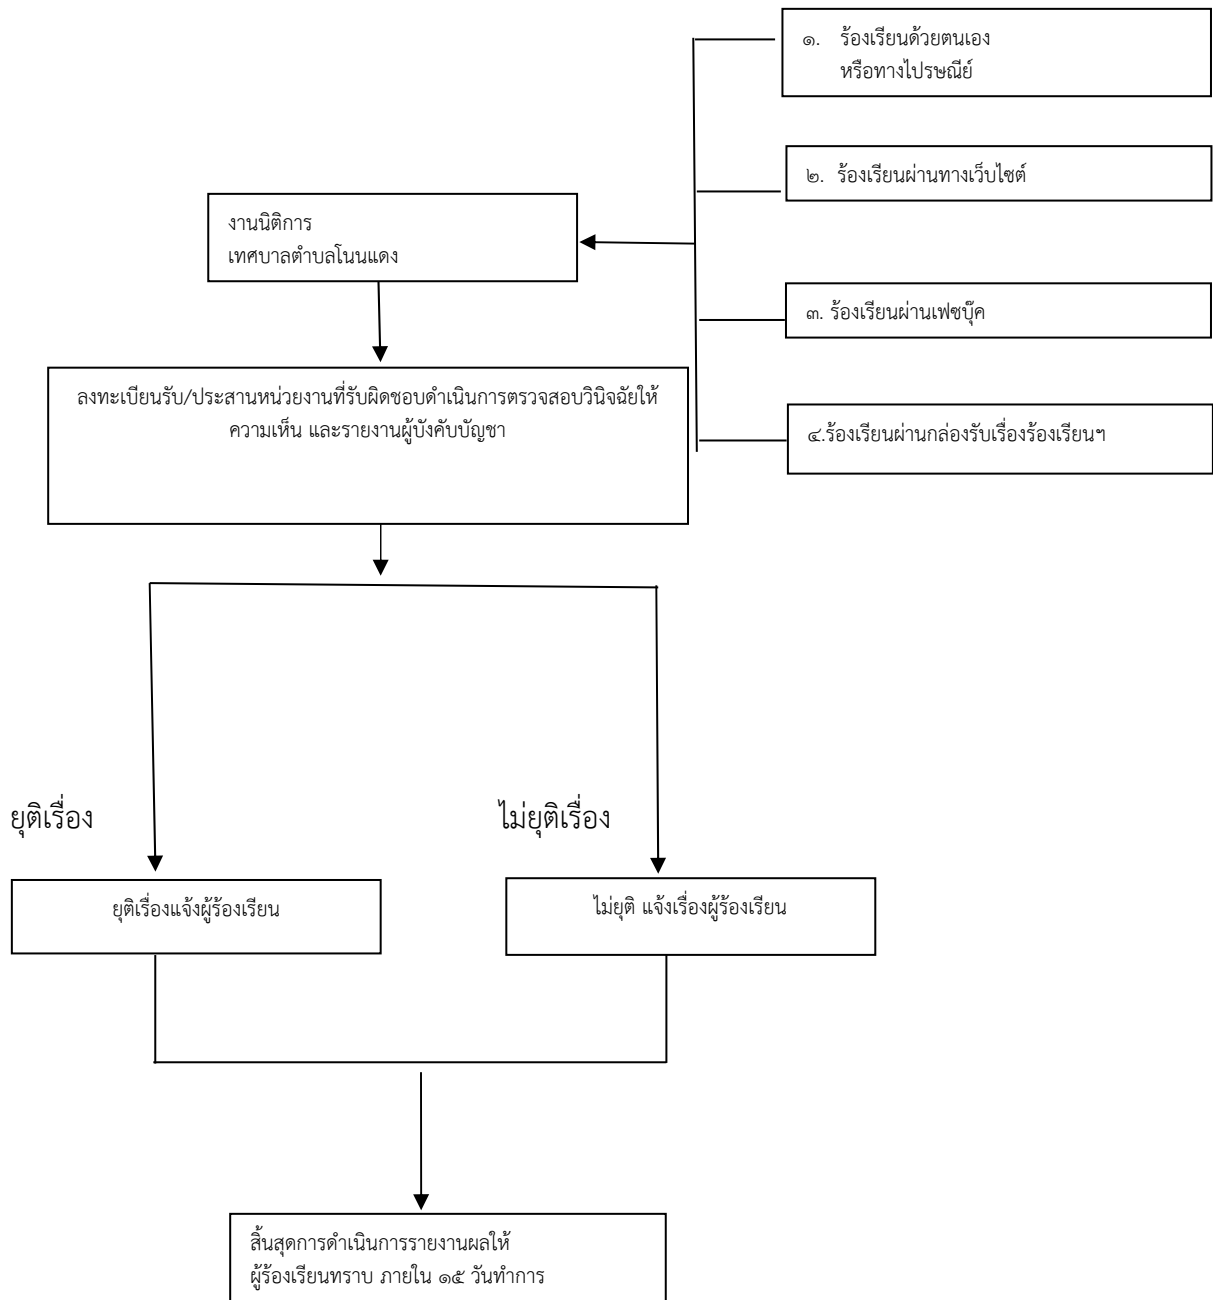 ๑. ร้องเรียนด้วยตนเอง
หรือทางไปรษณีย์
๒. ร้องเรียนผ่านทางเว็บไซต์
งานนิติการ
เทศบาลตำบลโนนแดง
๓. ร้องเรียนผ่านเฟซบุ๊ค
ลงทะเบียนรับ/ประสานหน่วยงานที่รับผิดชอบดำเนินการตรวจสอบวินิจฉัยให้
ความเห็น และรายงานผู้บังคับบัญชา
๔.ร้องเรียนผ่านกล่องรับเรื่องร้องเรียนฯ
ยุติเรื่อง
ไม่ยุติเรื่อง
ยุติเรื่องแจ้งผู้ร้องเรียน
ไม่ยุติ แจ้งเรื่องผู้ร้องเรียน
สิ้นสุดการดำเนินการรายงานผลให้
ผู้ร้องเรียนทราบ ภายใน ๑๕ วันทำการ